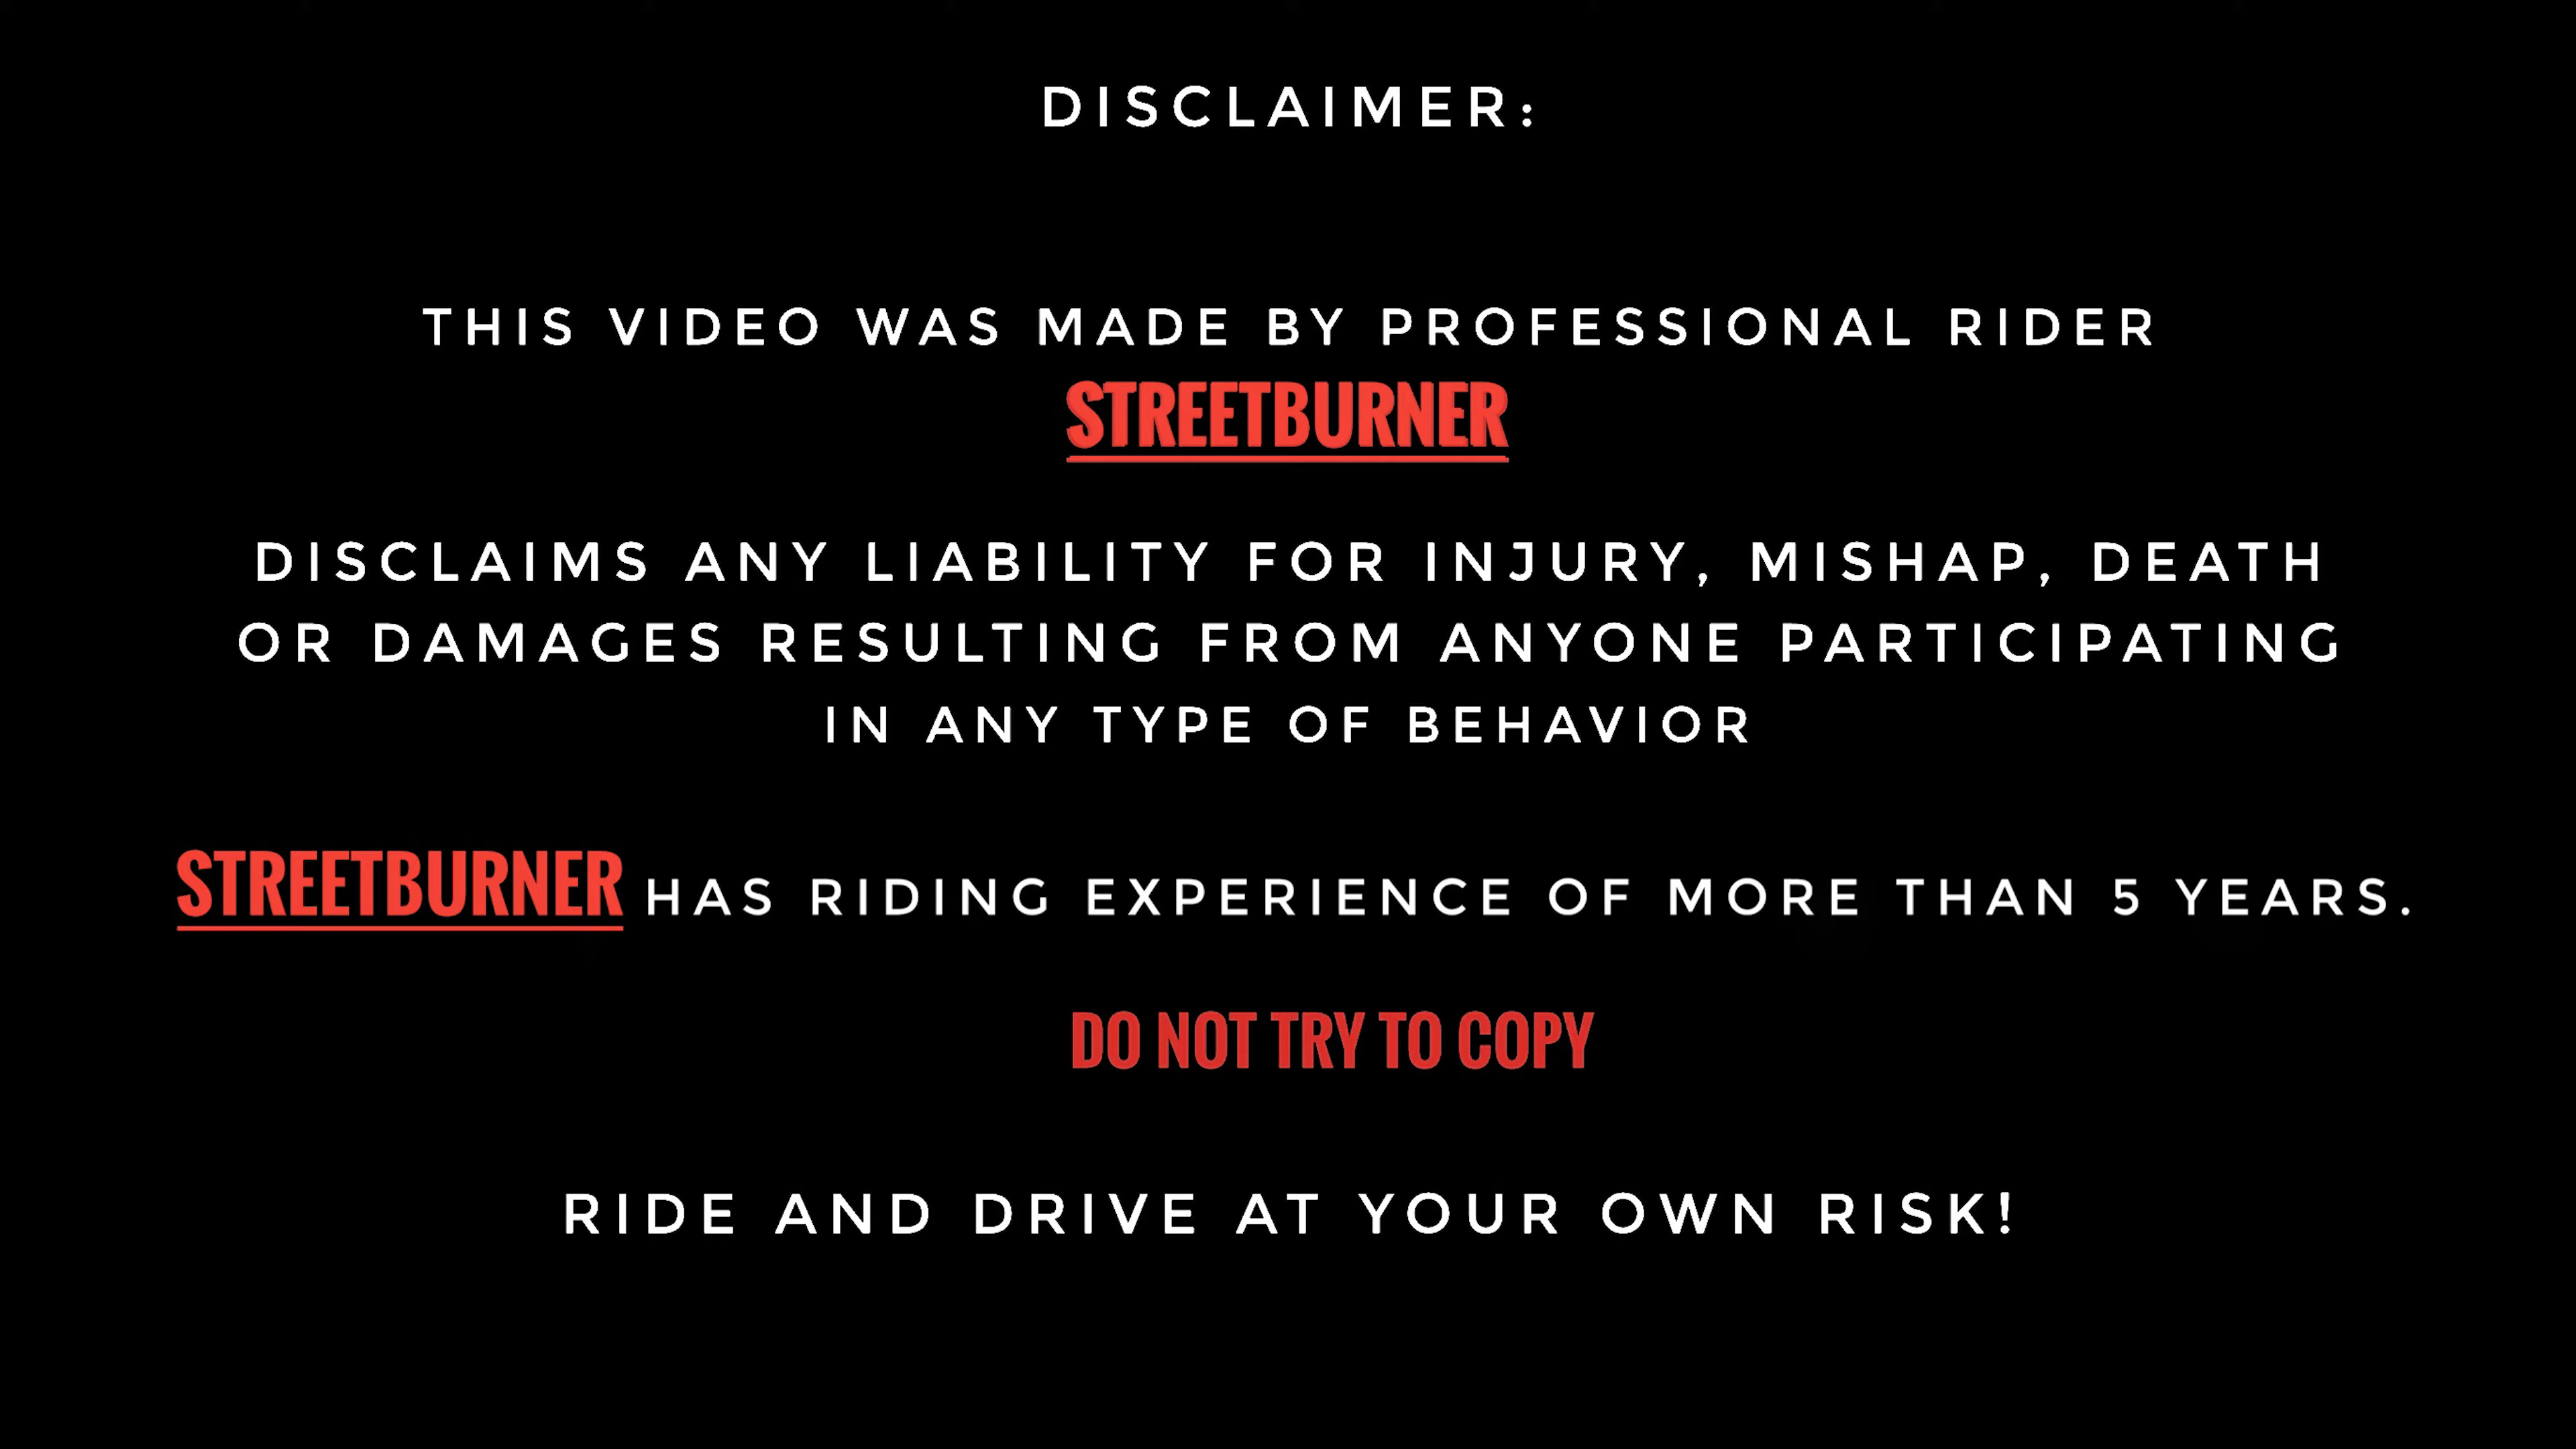 DISCLAIMER:
THIS VIDEO WAS MADE BY PROFESSIONAL RIDER
STREETBURNER
DISCLAIMS ANY LIABILITY FOR INJURY, MISHAP, DEATH
OR DAMAGES RESULTING FROM ANYONE PARTICIPATING
IN ANY TYPE OF BEHAVIOR
STREETBURNER HAS RIDING EXPERIENCE OF MORE THAN 5 YEARS.
DO NOT TRY TO COPY
RIDE AND DRIVE AT YOUR OWN RISK!